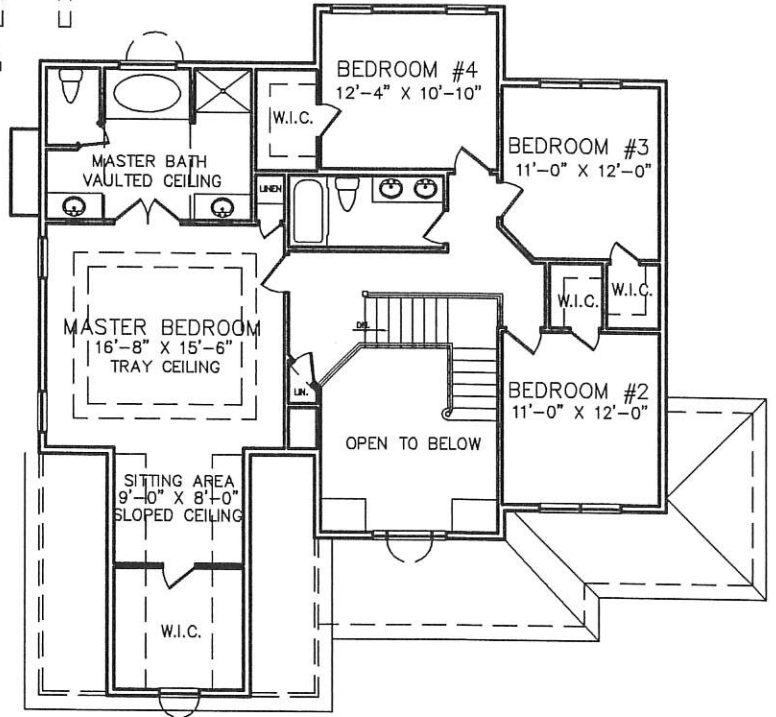 BEDROOM #4
12'-4" X 10'-10"
W.I.C.
BEDROOM #3
11'-0" X 12'-0"
MASTER BATH
VAULTED CEILING
LINEN
W.I.C.
W.I.C.
MASTER BEDROOM
16'-8" X 15'-6"
TRAY CEILING
DN.
LIN.
BEDROOM #2
11'-0" X 12'-0"
OPEN TO BELOW
SITTING AREA
9'-0" X 8'-0"
SLOPED CEILING
W.I.C.